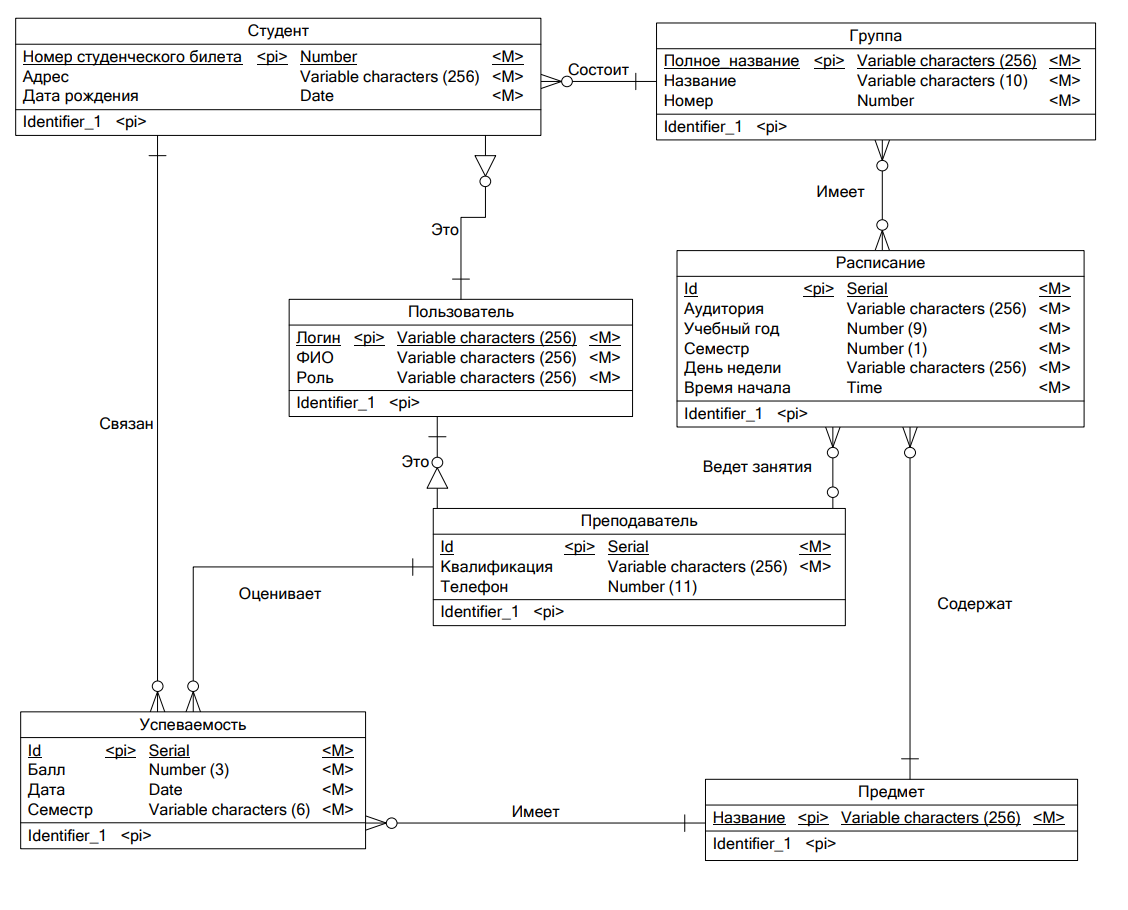 Студент
Номер студенческого билета <pi> Number <M>
Адрес Variable characters (256) <M>
Дата рождения Date <M>
Identifier_1 <pi>
Состоит
Группа
Полное_название <pi> Variable characters (256) <M>
Название Variable characters (10) <M>
Номер Number <M>
Identifier_1 <pi>
Имеет
Это
Расписание
Id <pi> Serial <M>
Аудитория Variable characters (256) <M>
Учебный год Number (9) <M>
Семестр Number (1) <M>
День недели Variable characters (256) <M>
Время начала Time <M>
Identifier_1 <pi>
Пользователь
Логин <pi> Variable characters (256) <M>
ФИО Variable characters (256) <M>
Роль Variable characters (256) <M>
Identifier_1 <pi>
Связан
Это
Ведет занятия
Преподаватель
Id <pi> Serial <M>
Квалификация Variable characters (256) <M>
Телефон Number (11)
Identifier_1 <pi>
Оценивает
Содержат
Успеваемость
Id <pi> Serial <M>
Балл Number (3) <M>
Дата Date <M>
Семестр Variable characters (6) <M>
Identifier_1 <pi>
Имеет
Предмет
Название <pi> Variable characters (256) <M>
Identifier_1 <pi>